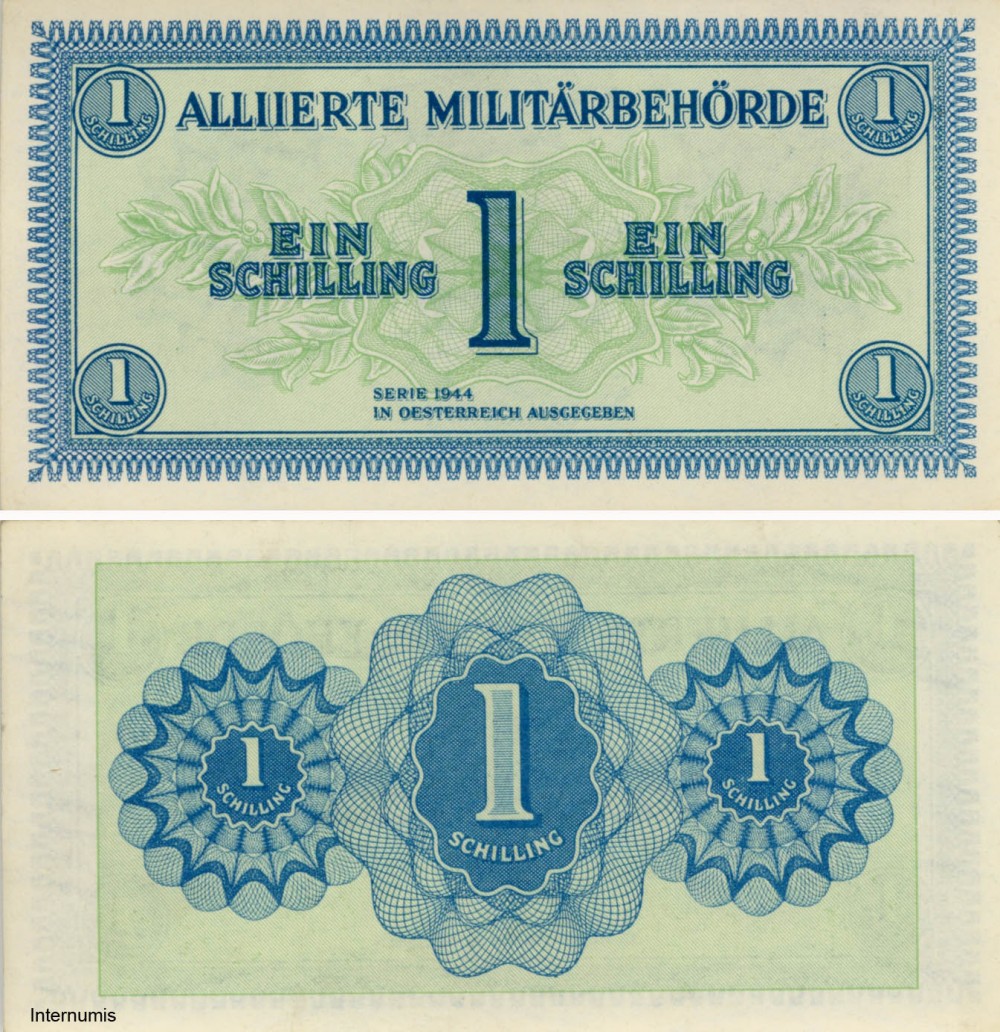 1 SCHILLING
ALLIIERTE MILITÄRBEHÖRDE
1 SCHILLING
EIN
SCHILLING
1
EIN
SCHILLING
1 SCHILLING
SERIE 1944
IN OESTERREICH AUSGEGEBEN
1 SCHILLING
1
SCHILLING
1
SCHILLING
1
SCHILLING
Internumis